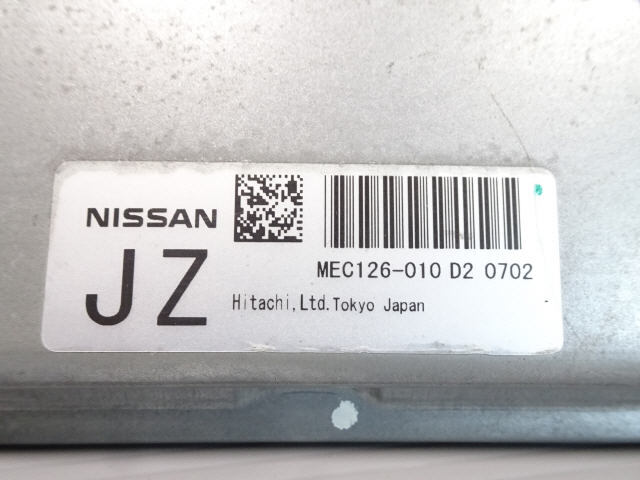 NISSAN
JZ
MEC126-010 D2 0702
Hitachi,Ltd.Tokyo Japan